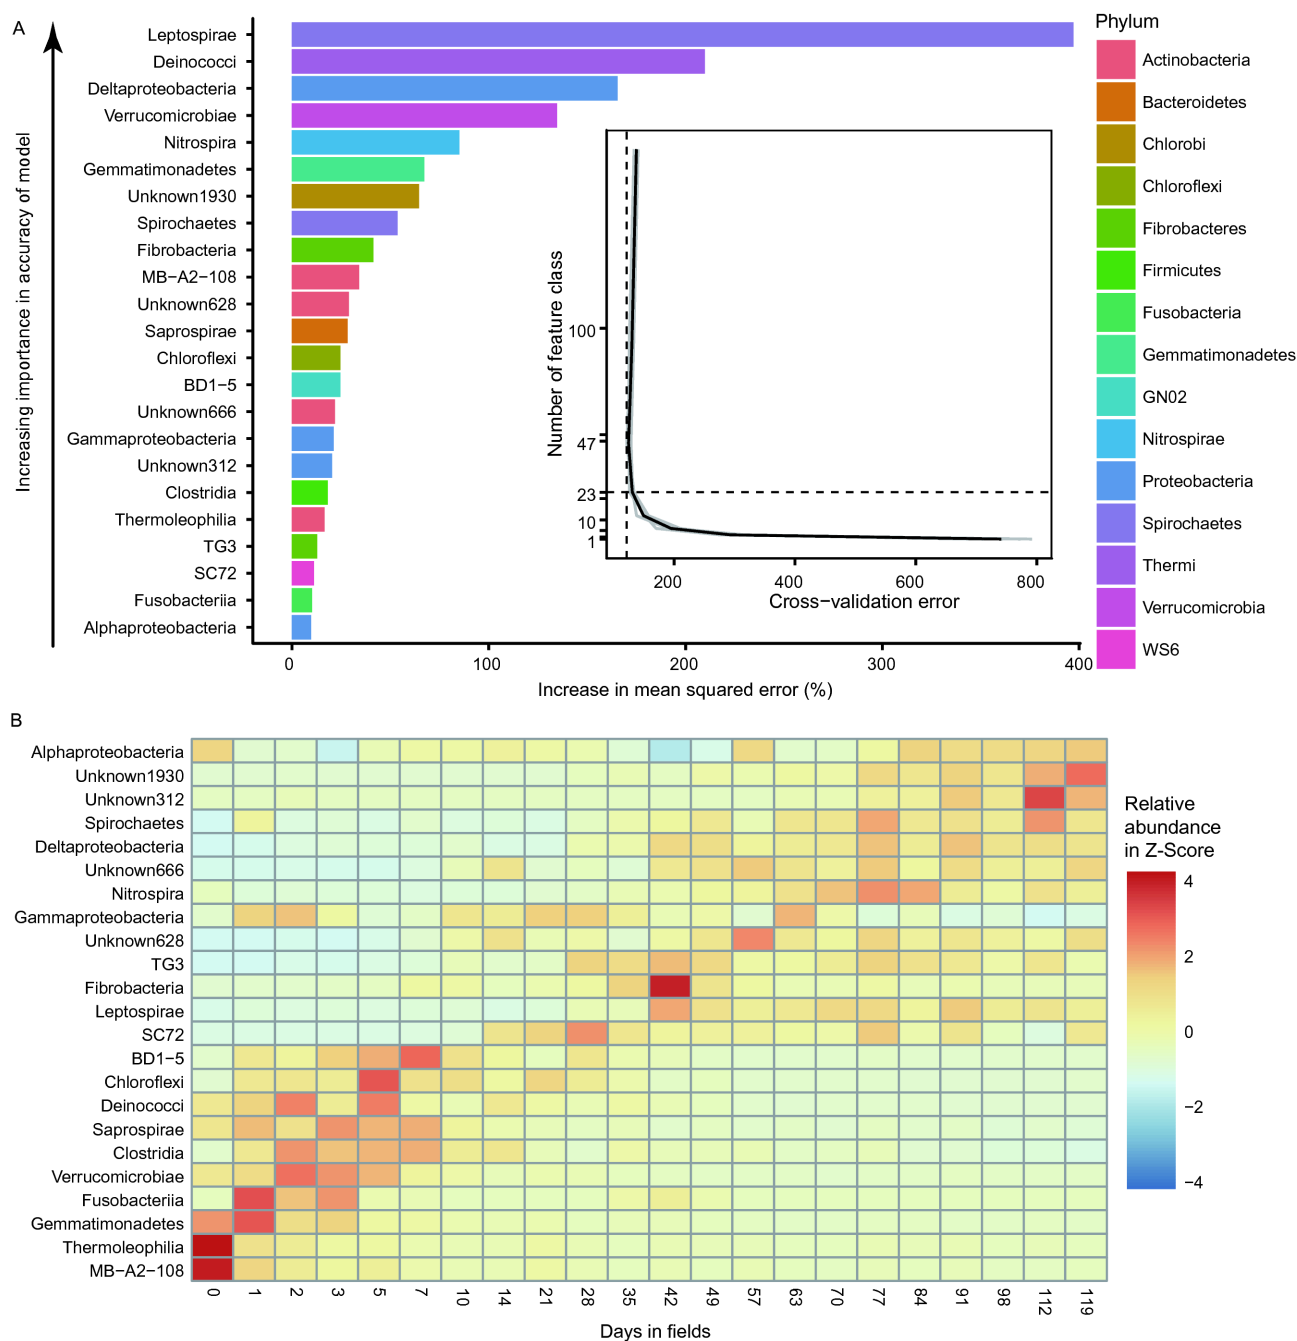 A
Increasing importance in accuracy of model
Leptospirae
Deinococci
Deltaproteobacteria
Verrucomicrobiae
Nitrospira
Gemmatimonadetes
Unknown1930
Spirochaetes
Fibrobacteria
MB−A2−108
Unknown628
Saprospirae
Chloroflexi
BD1−5
Unknown666
Gammaproteobacteria
Unknown312
Clostridia
Thermoleophilia
TG3
SC72
Fusobacteriia
Alphaproteobacteria
0 100 200 300 400
Increase in mean squared error (%)
Number of feature class
100
47
23
10
1
200 400 600 800
Cross−validation error
Phylum
Actinobacteria
Bacteroidetes
Chlorobi
Chloroflexi
Fibrobacteres
Firmicutes
Fusobacteria
Gemmatimonadetes
GN02
Nitrospirae
Proteobacteria
Spirochaetes
Thermi
Verrucomicrobia
WS6
B
Alphaproteobacteria
Unknown1930
Unknown312
Spirochaetes
Deltaproteobacteria
Unknown666
Nitrospira
Gammaproteobacteria
Unknown628
TG3
Fibrobacteria
Leptospirae
SC72
BD1−5
Chloroflexi
Deinococci
Saprospirae
Clostridia
Verrucomicrobiae
Fusobacteriia
Gemmatimonadetes
Thermoleophilia
MB−A2−108
0 1 2 3 5 7 10 14 21 28 35 42 49 57 63 70 77 84 91 98 112 119
Days in fields
Relative
abundance
in Z-Score
4
2
0
−2
−4